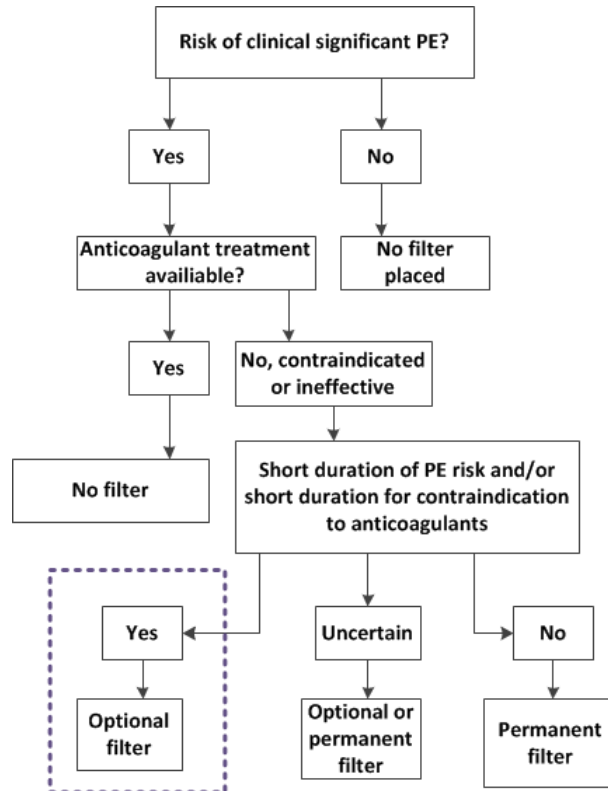 Risk of clinical significant PE?
Yes
No
Anticoagulant treatment
availiable?
No filter
placed
Yes
No, contraindicated
or ineffective
No filter
Short duration of PE risk and/or
short duration for contraindication
to anticoagulants
Yes
Uncertain
No
Optional
filter
Optional or
permanent
filter
Permanent
filter